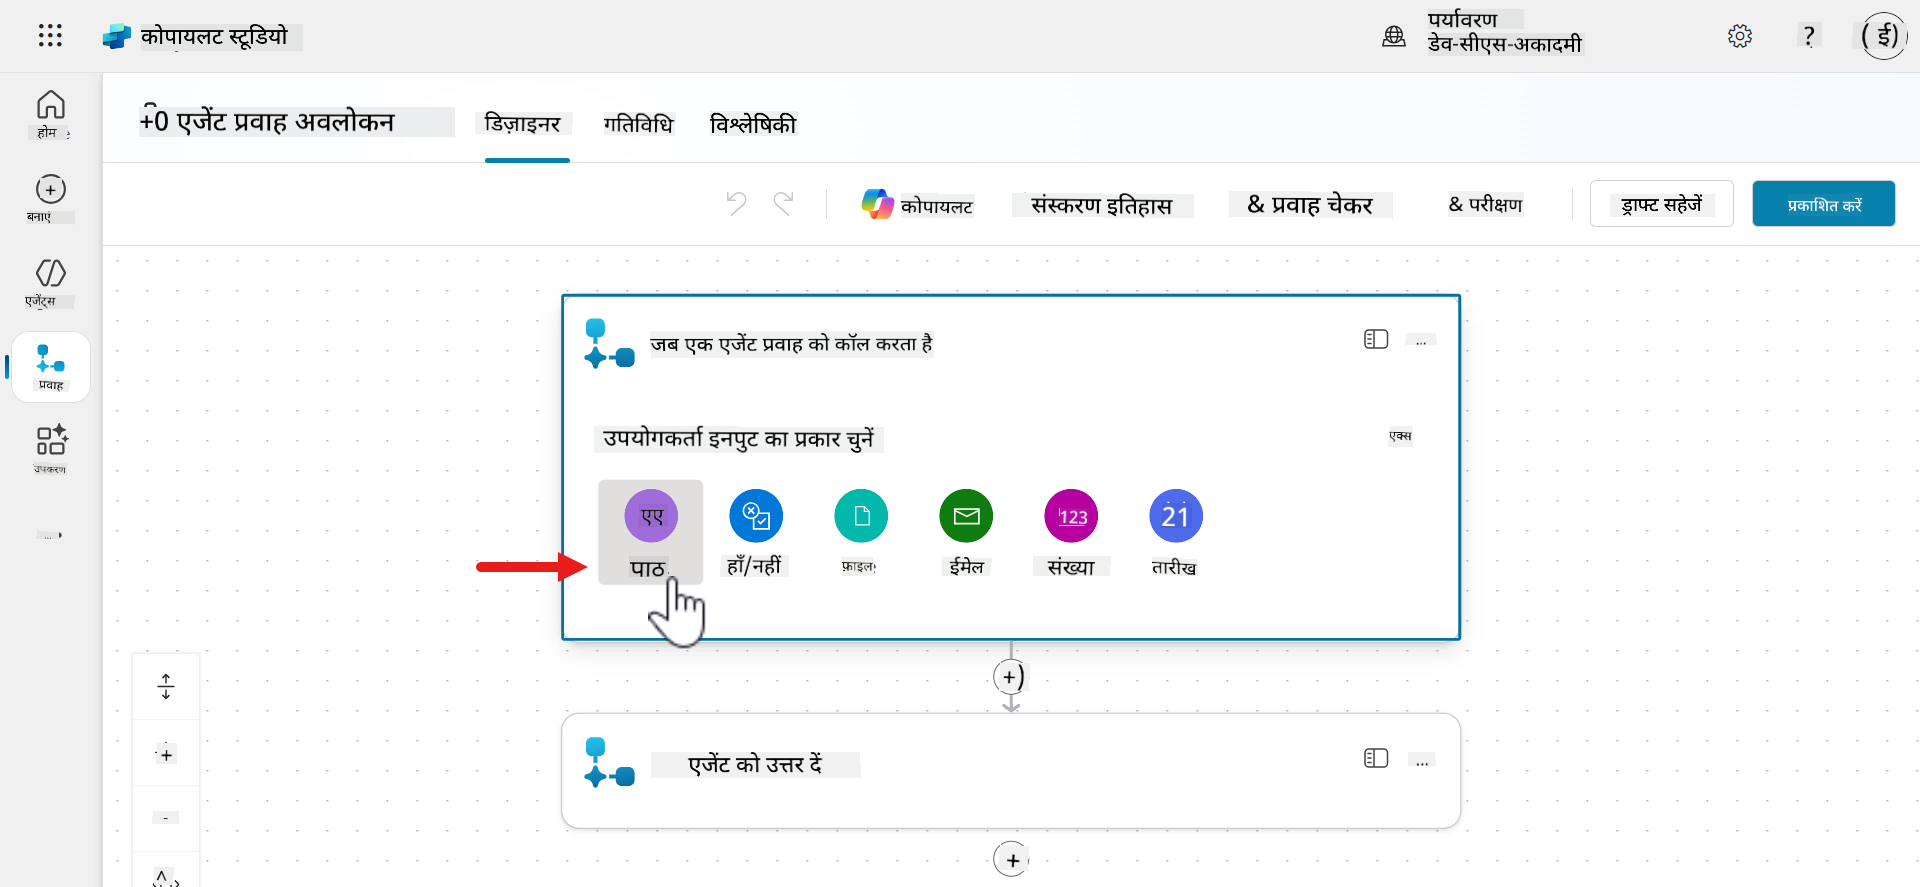 कोपायलट स्टूडियो
पर्यावरण
डेव-सीएस-अकादमी
?
( ई)
होम
बनाएं
एजेंट्स
प्रवाह
उपकरण
...
+0 एजेंट प्रवाह अवलोकन
डिज़ाइनर
गतिविधि
विश्लेषिकी
कोपायलट
संस्करण इतिहास
& प्रवाह चेकर
& परीक्षण
ड्राफ्ट सहेजें
प्रकाशित करें
जब एक एजेंट प्रवाह को कॉल करता है
...
उपयोगकर्ता इनपुट का प्रकार चुनें
एक्स
एए
123
21
पाठ
हाँ/नहीं
फ़ाइल
ईमेल
संख्या
तारीख
+)
एजेंट को उत्तर दें
...
+
+
-